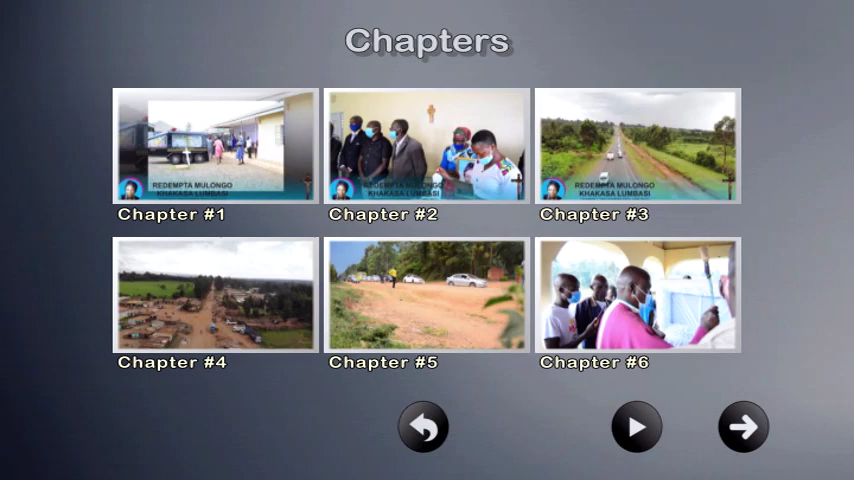 Chapters
REDEMPTA MULONGO
KHAKASA LUMBASI
REDEMPTA MULONGO
KHAKASA LUMBASI
REDEMPTA MULONGO
KHAKASA LUMBASI
Chapter #1
Chapter #2
Chapter #3
Chapter #4
Chapter #5
Chapter #6